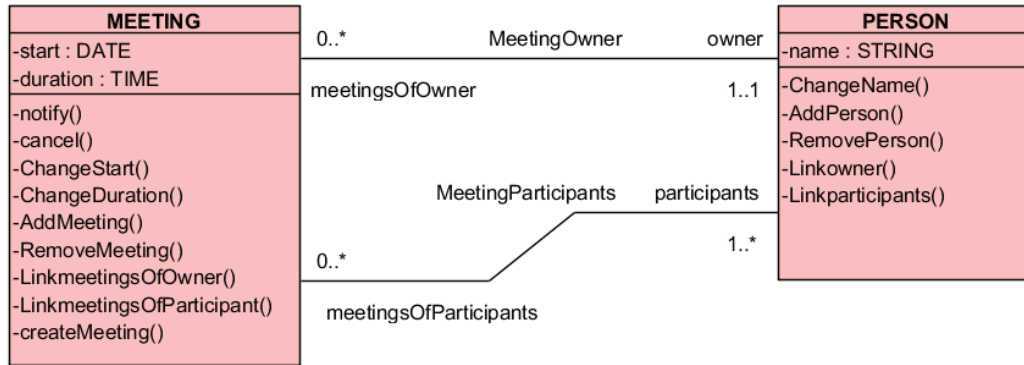 MEETING
-start : DATE
-duration : TIME
-notify()
-cancel()
-ChangeStart()
-ChangeDuration()
-AddMeeting()
-RemoveMeeting()
-LinkmeetingsOfOwner()
-LinkmeetingsOfParticipant()
-createMeeting()
0..* MeetingOwner owner
meetingsOfOwner 1..1
MeetingParticipants participants
0..* 1..*
meetingsOfParticipants
PERSON
-name : STRING
-ChangeName()
-AddPerson()
-RemovePerson()
-Linkowner()
-Linkparticipants()